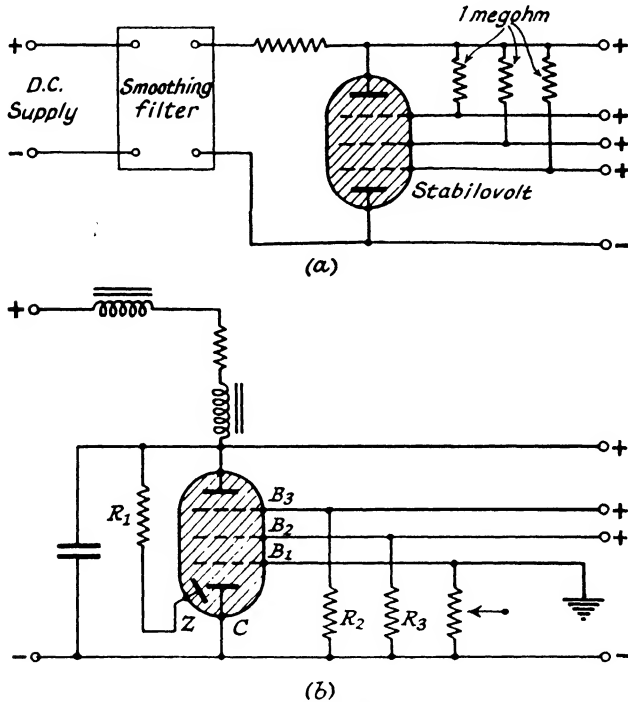 1 megohm
+
+
D.C.
Supply
Smoothing
filter
+
+
+
-
Stabilovolt
-
(a)
+
+
R1
B3
+
B2
+
B1
Z
C
R2
R3
-
-
(b)